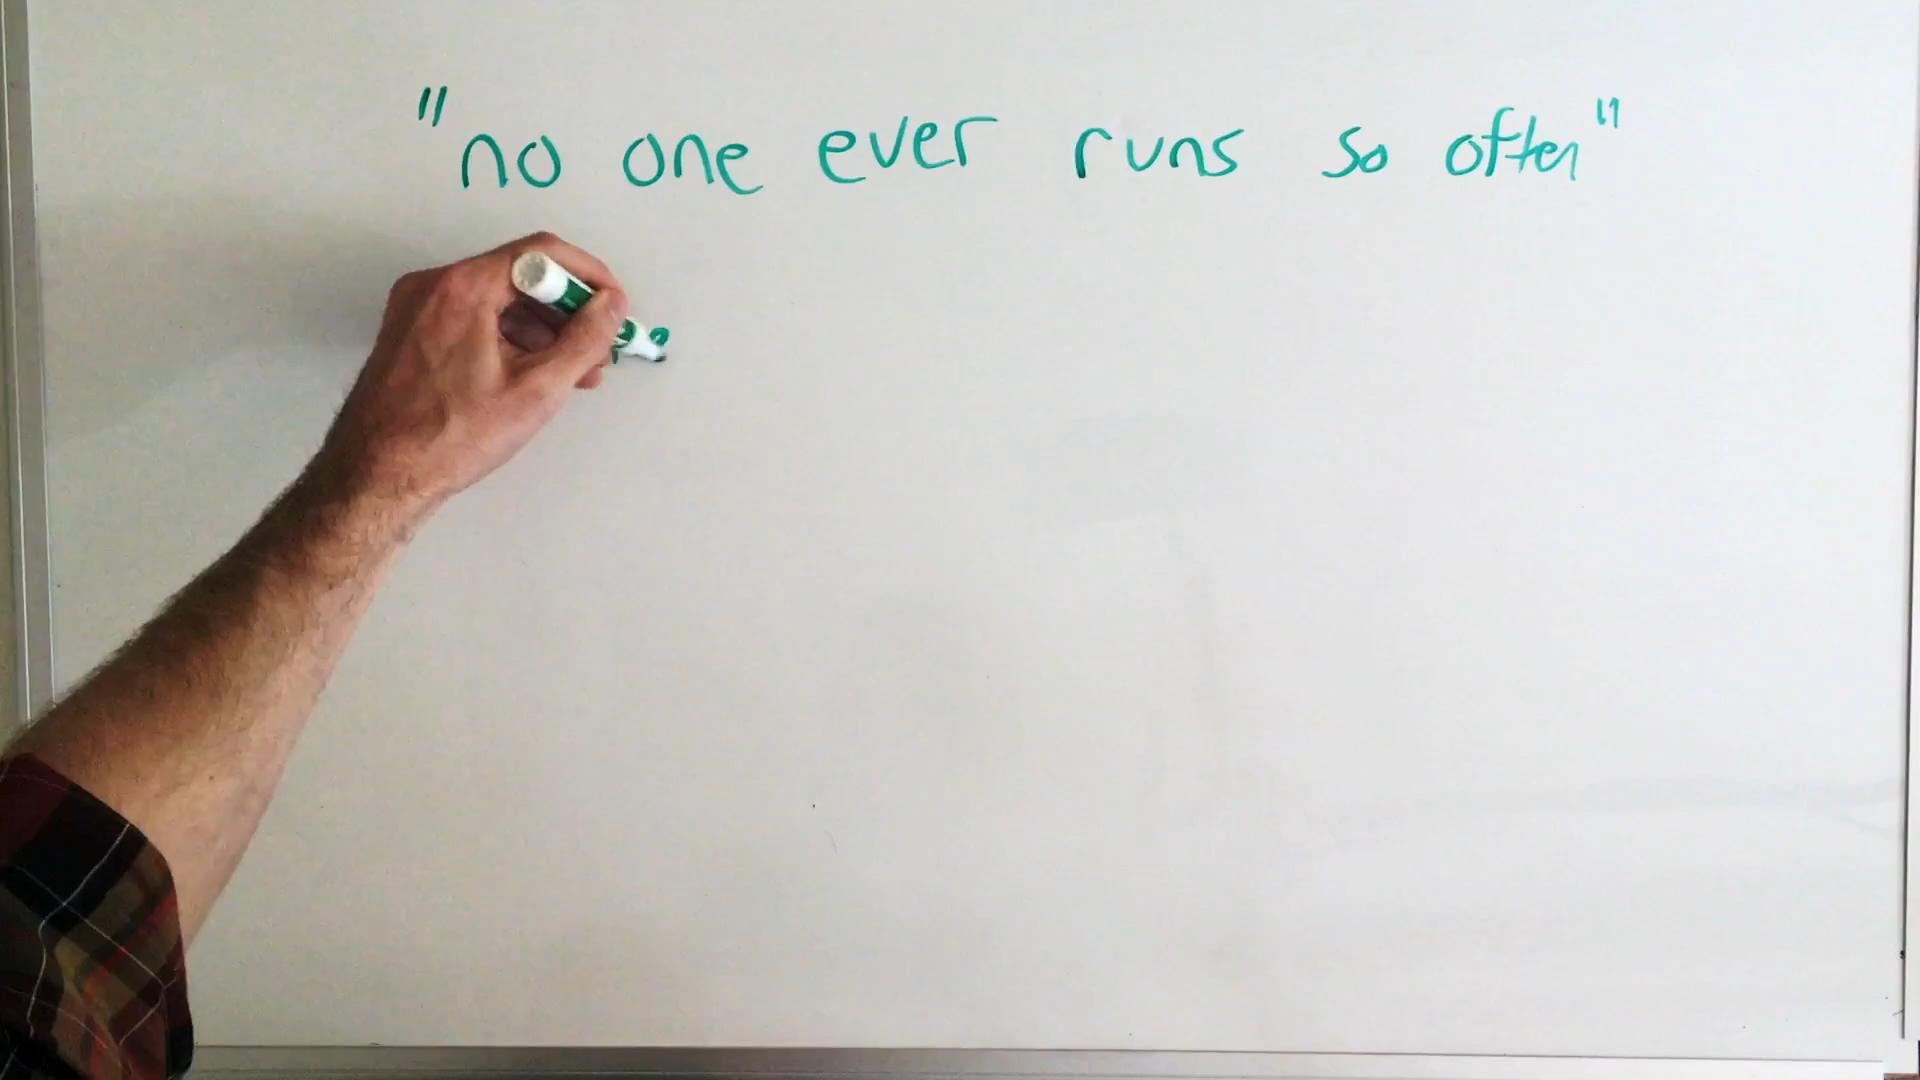 "no one ever runs so often"